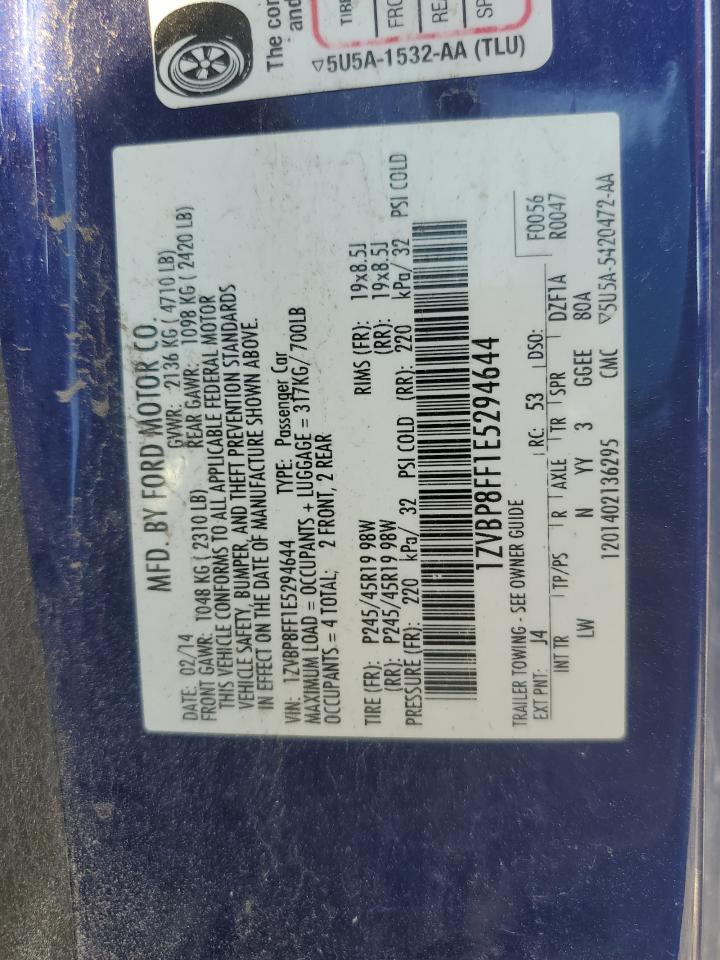 The con
and
TIRE
FRO
REA
SP
▽5U5A-1532-AA (TLU)
MFD. BY FORD MOTOR CO.
DATE: 02/14 GVWR: 2136 KG ( 4710 LB)
FRONT GAWR: 1048 KG ( 2310 LB) REAR GAWR: 1098 KG ( 2420 LB)
THIS VEHICLE CONFORMS TO ALL APPLICABLE FEDERAL MOTOR
VEHICLE SAFETY, BUMPER, AND THEFT PREVENTION STANDARDS
IN EFFECT ON THE DATE OF MANUFACTURE SHOWN ABOVE.
VIN: 1ZVBP8FF1E5294644 TYPE: Passenger Car
MAXIMUM LOAD = OCCUPANTS + LUGGAGE = 317KG/ 700LB
OCCUPANTS = 4 TOTAL; 2 FRONT, 2 REAR
TIRE (FR): P245/45R19 98W RIMS (FR): 19x8.5J
(RR): P245/45R19 98W (RR): 19x8.5J
PRESSURE (FR): 220 kPa/ 32 PSI COLD (RR): 220 kPa/ 32 PSI COLD
1ZVBP8FF1E5294644
TRAILER TOWING - SEE OWNER GUIDE F0056
EXT PNT: J4 RC: 53 DSO: R0047
INT TR TP/PS R AXLE TR SPR DZF1A
LW N YY 3 GGEE 80A
1201402136295 CMC ▽5U5A-5420472-AA